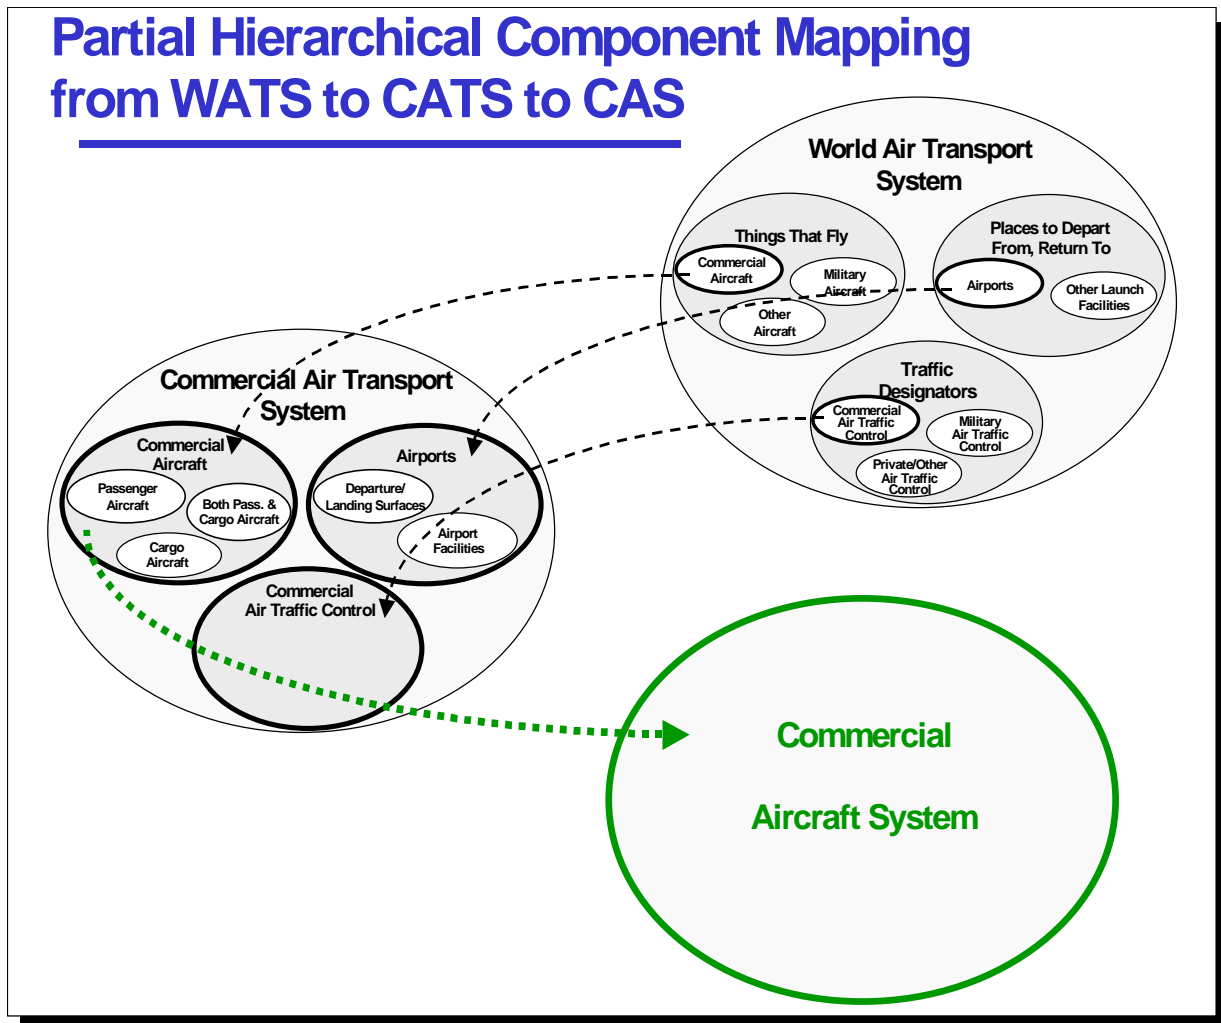 Partial Hierarchical Component Mapping
from WATS to CATS to CAS
World Air Transport
System
Things That Fly
Commercial
Aircraft
Military
Aircraft
Other
Aircraft
Places to Depart
From, Return To
Airports
Other Launch
Facilities
Traffic
Designators
Commercial
Air Traffic
Control
Military
Air Traffic
Control
Private/Other
Air Traffic
Control
Commercial Air Transport
System
Commercial
Aircraft
Passenger
Aircraft
Both Pass. &
Cargo Aircraft
Cargo
Aircraft
Airports
Departure/
Landing Surfaces
Airport
Facilities
Commercial
Air Traffic Control
Commercial
Aircraft System